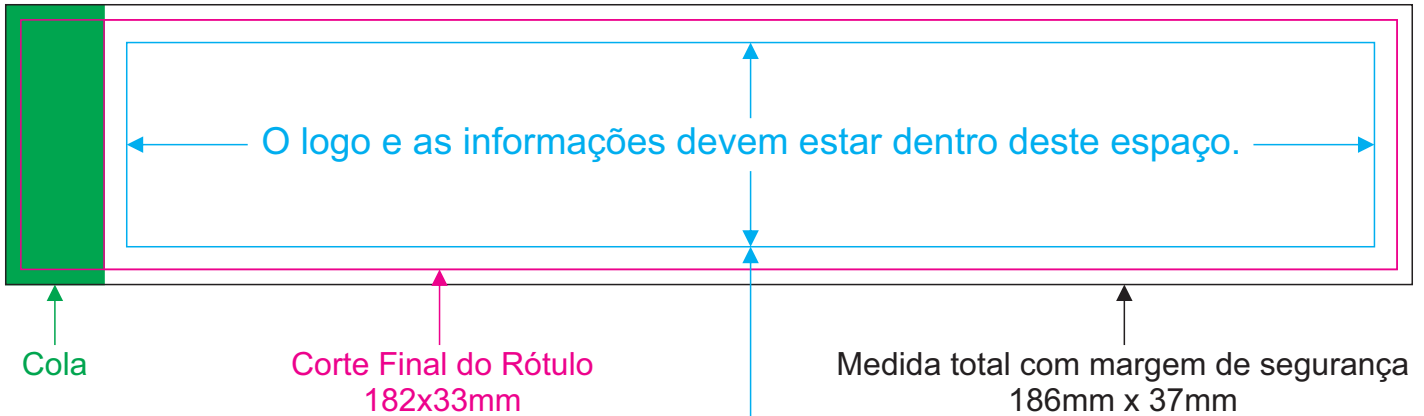 O logo e as informações devem estar dentro deste espaço.
Cola
Corte Final do Rótulo
182x33mm
Medida total com margem de segurança
186mm x 37mm